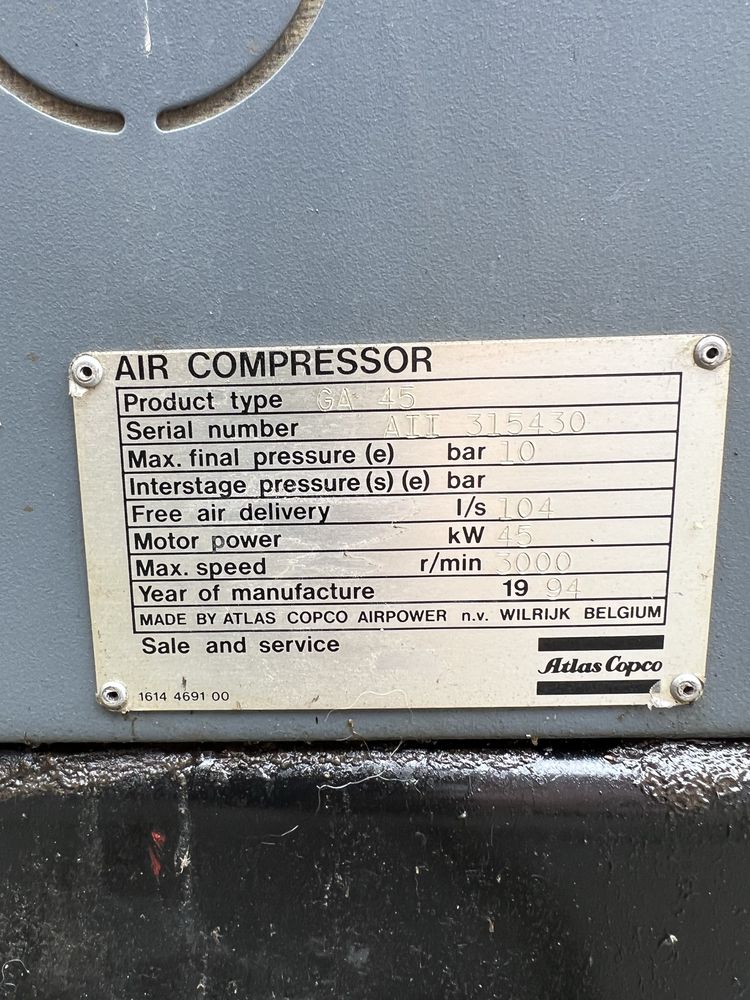 AIR COMPRESSOR
Product type GA 45
Serial number AII 315430
Max. final pressure (e) bar 10
Interstage pressure (s) (e) bar
Free air delivery l/s 104
Motor power kW 45
Max. speed r/min 3000
Year of manufacture 19 94
MADE BY ATLAS COPCO AIRPOWER n.v. WILRIJK BELGIUM
Sale and service
Atlas Copco
1614 4691 00